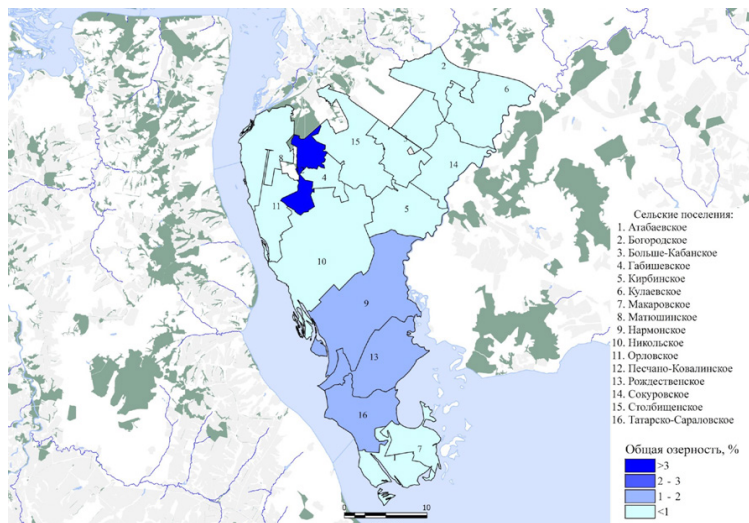 2
6
15
14
4
11
5
10
9
13
16
7
0 2 10
Сельские поселения:
1. Атабаевское
2. Богородское
3. Больше-Кабанское
4. Габишевское
5. Кирбинское
6. Кулаевское
7. Макаровское
8. Матюшинское
9. Нармонское
10. Никольское
11. Орловское
12. Песчано-Ковалинское
13. Рождественское
14. Сокуровское
15. Столбищенское
16. Татарско-Сараловское
Общая озерность, %
>3
2 - 3
1 - 2
<1